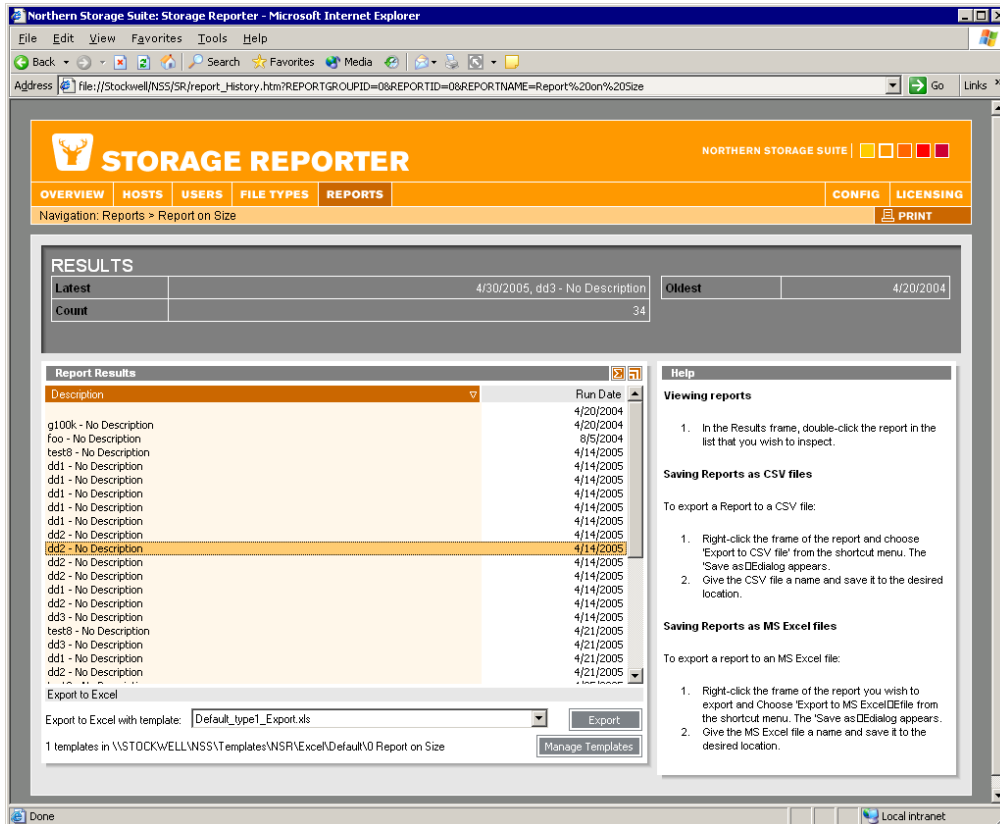 Northern Storage Suite: Storage Reporter - Microsoft Internet Explorer
File Edit View Favorites Tools Help
Back Search Favorites Media
Address file://Stockwell/NSS/SR/report_History.htm?REPORTGROUPID=0&REPORTID=0&REPORTNAME=Report%20on%20Size Go Links »
STORAGE REPORTER
NORTHERN STORAGE SUITE
OVERVIEW HOSTS USERS FILE TYPES REPORTS CONFIG LICENSING
Navigation: Reports > Report on Size PRINT
RESULTS
Latest 4/30/2005, dd3 - No Description Oldest 4/20/2004
Count 34
Report Results
Description Run Date
4/20/2004
g100k - No Description 4/20/2004
foo - No Description 8/5/2004
test8 - No Description 4/14/2005
dd1 - No Description 4/14/2005
dd1 - No Description 4/14/2005
dd1 - No Description 4/14/2005
dd1 - No Description 4/14/2005
dd1 - No Description 4/14/2005
dd2 - No Description 4/14/2005
dd2 - No Description 4/14/2005
dd2 - No Description 4/14/2005
dd2 - No Description 4/14/2005
dd1 - No Description 4/14/2005
dd2 - No Description 4/14/2005
dd3 - No Description 4/14/2005
test8 - No Description 4/21/2005
dd3 - No Description 4/21/2005
dd1 - No Description 4/21/2005
dd2 - No Description 4/21/2005
Export to Excel
Export to Excel with template: Default_type1_Export.xls Export
1 templates in \\STOCKWELL\NSS\Templates\NSR\Excel\Default\0 Report on Size Manage Templates
Help
Viewing reports
1. In the Results frame, double-click the report in the
list that you wish to inspect.
Saving Reports as CSV files
To export a Report to a CSV file:
1. Right-click the frame of the report and choose
'Export to CSV file' from the shortcut menu. The
'Save as□Edialog appears.
2. Give the CSV file a name and save it to the desired
location.
Saving Reports as MS Excel files
To export a report to an MS Excel file:
1. Right-click the frame of the report you wish to
export and Choose 'Export to MS Excel□Efile from
the shortcut menu. The 'Save as□Edialog appears.
2. Give the MS Excel file a name and save it to the
desired location.
Done Local intranet